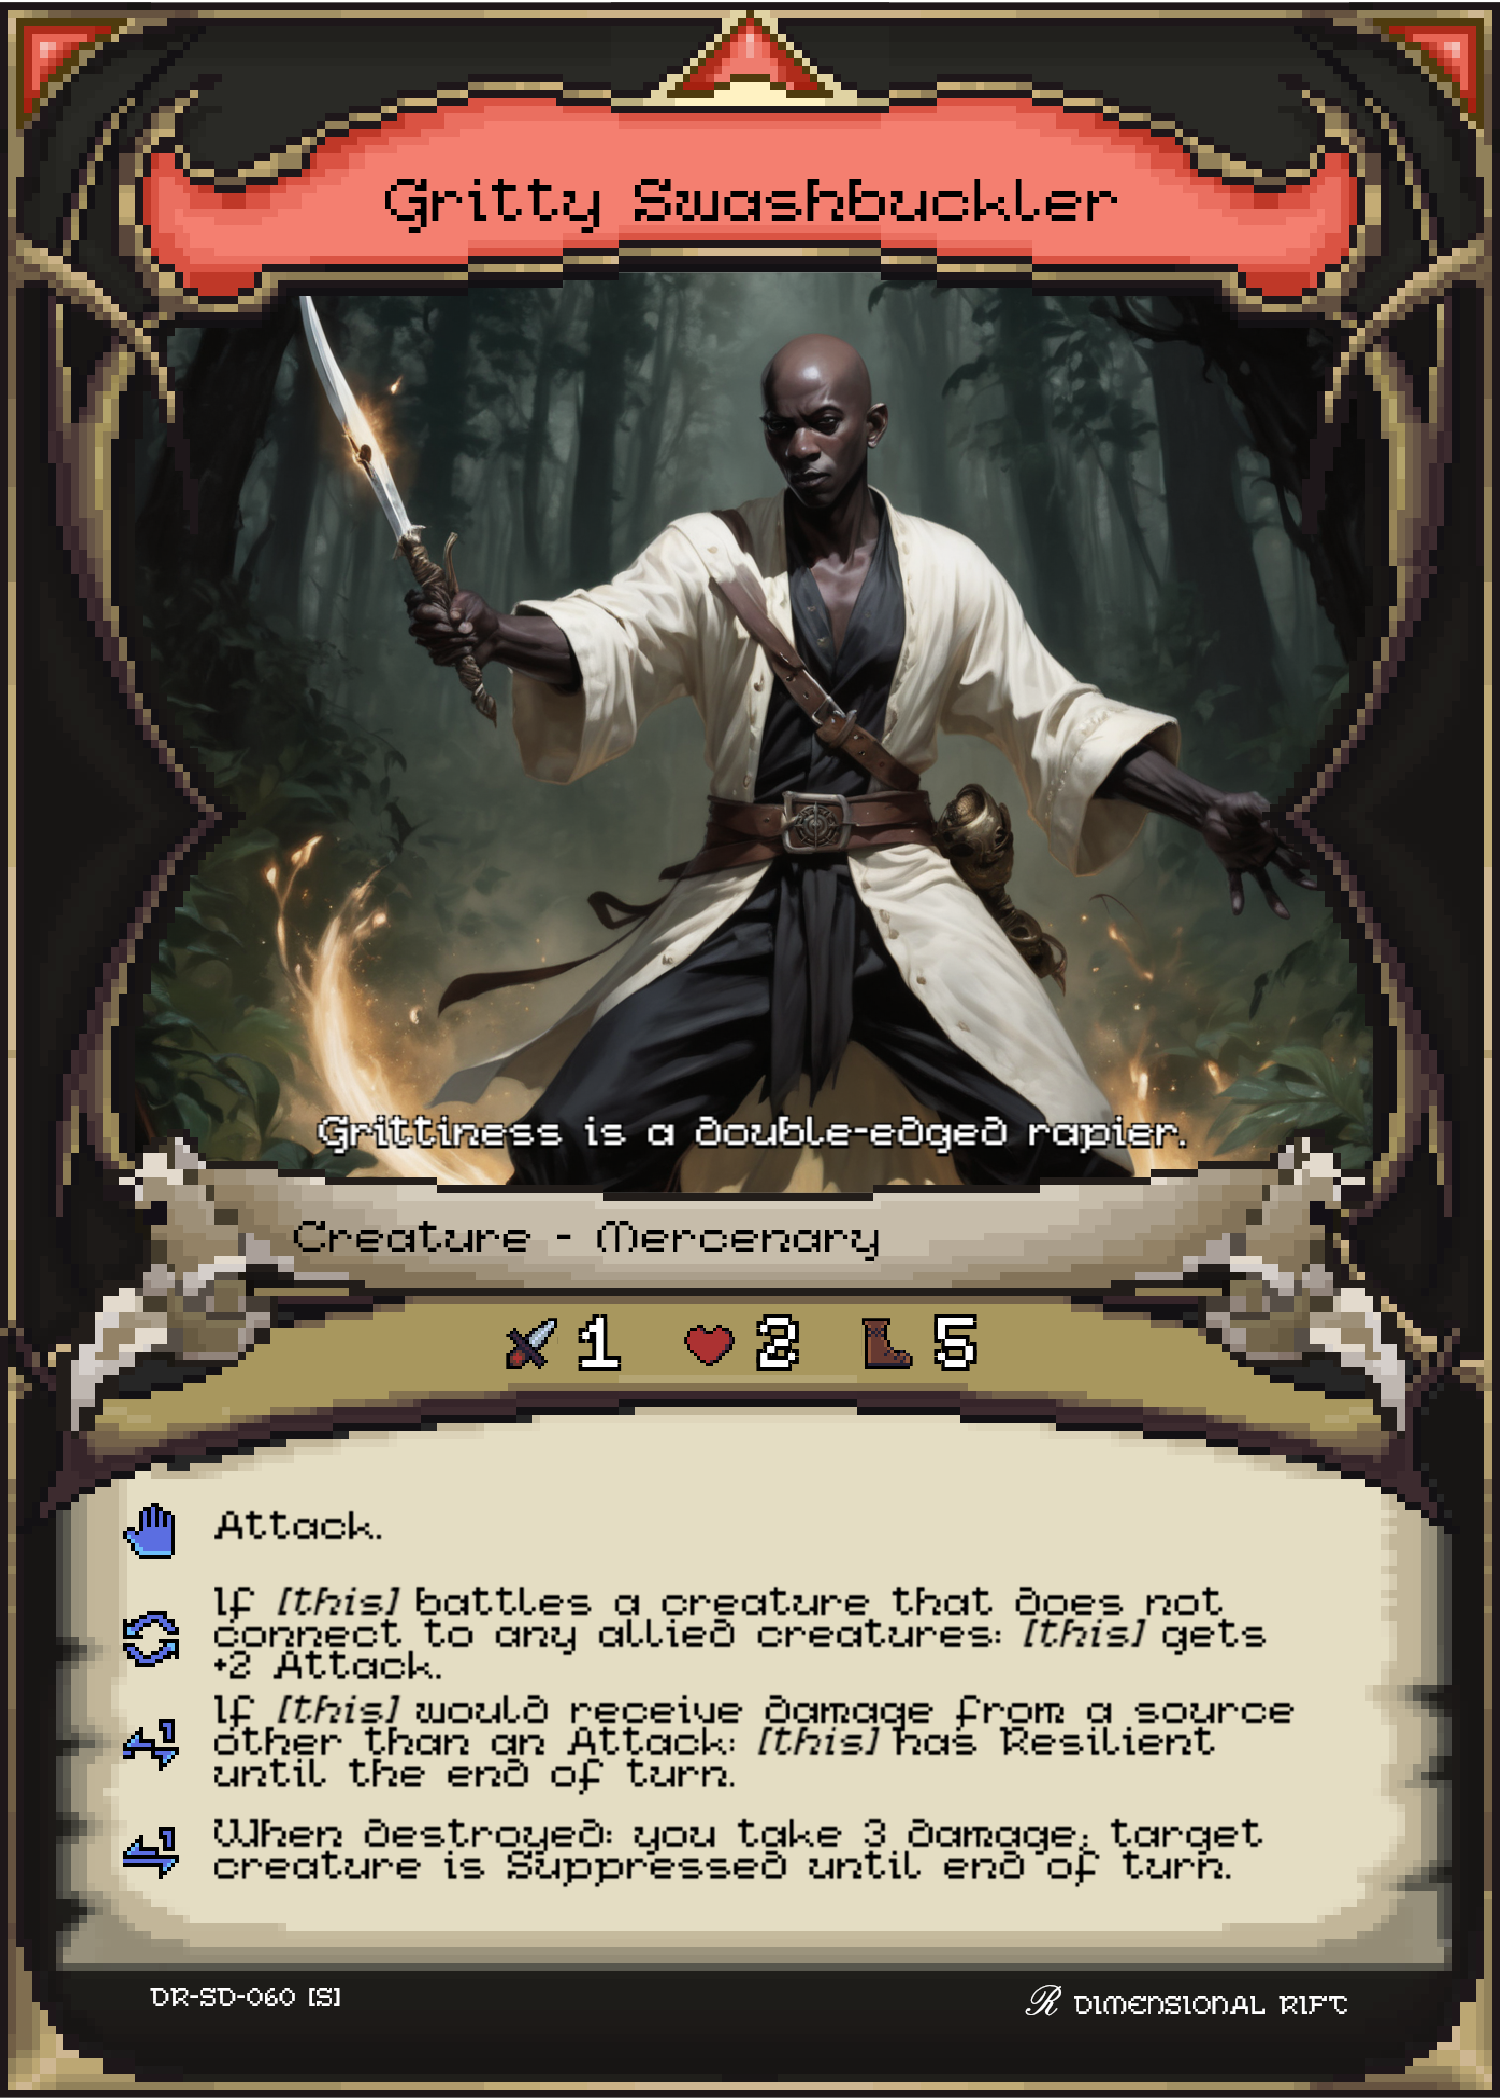 Gritty Swashbuckler
Grittiness is a double-edged rapier.
Creature - Mercenary
1 2 5
Attack.
If [this] battles a creature that does not
connect to any allied creatures: [this] gets
+2 Attack.
If [this] would receive damage from a source
other than an Attack: [this] has Resilient
until the end of turn.
When destroyed: you take 3 damage; target
creature is Suppressed until end of turn.
DR-SD-060 [S]
R DIMENSIONAL RIFT